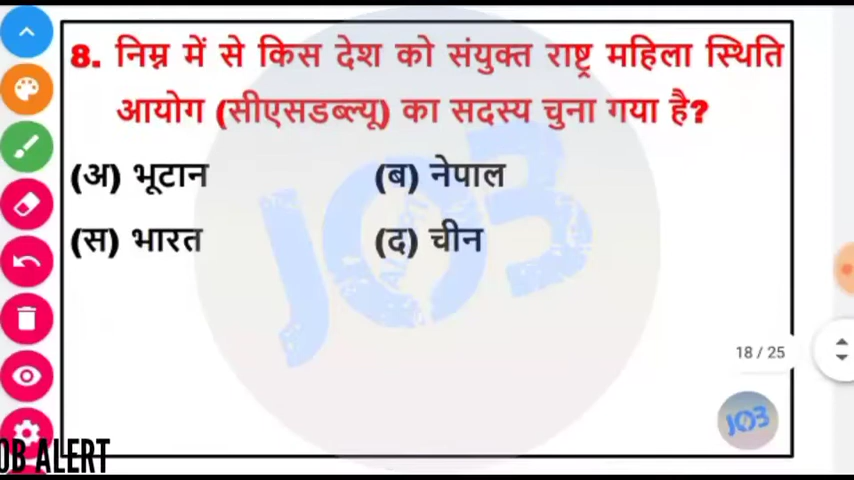 8. निम्न में से किस देश को संयुक्त राष्ट्र महिला स्थिति
आयोग (सीएसडब्ल्यू) का सदस्य चुना गया है?
(अ) भूटान (ब) नेपाल
(स) भारत (द) चीन
18 / 25
JOB
OB ALERT